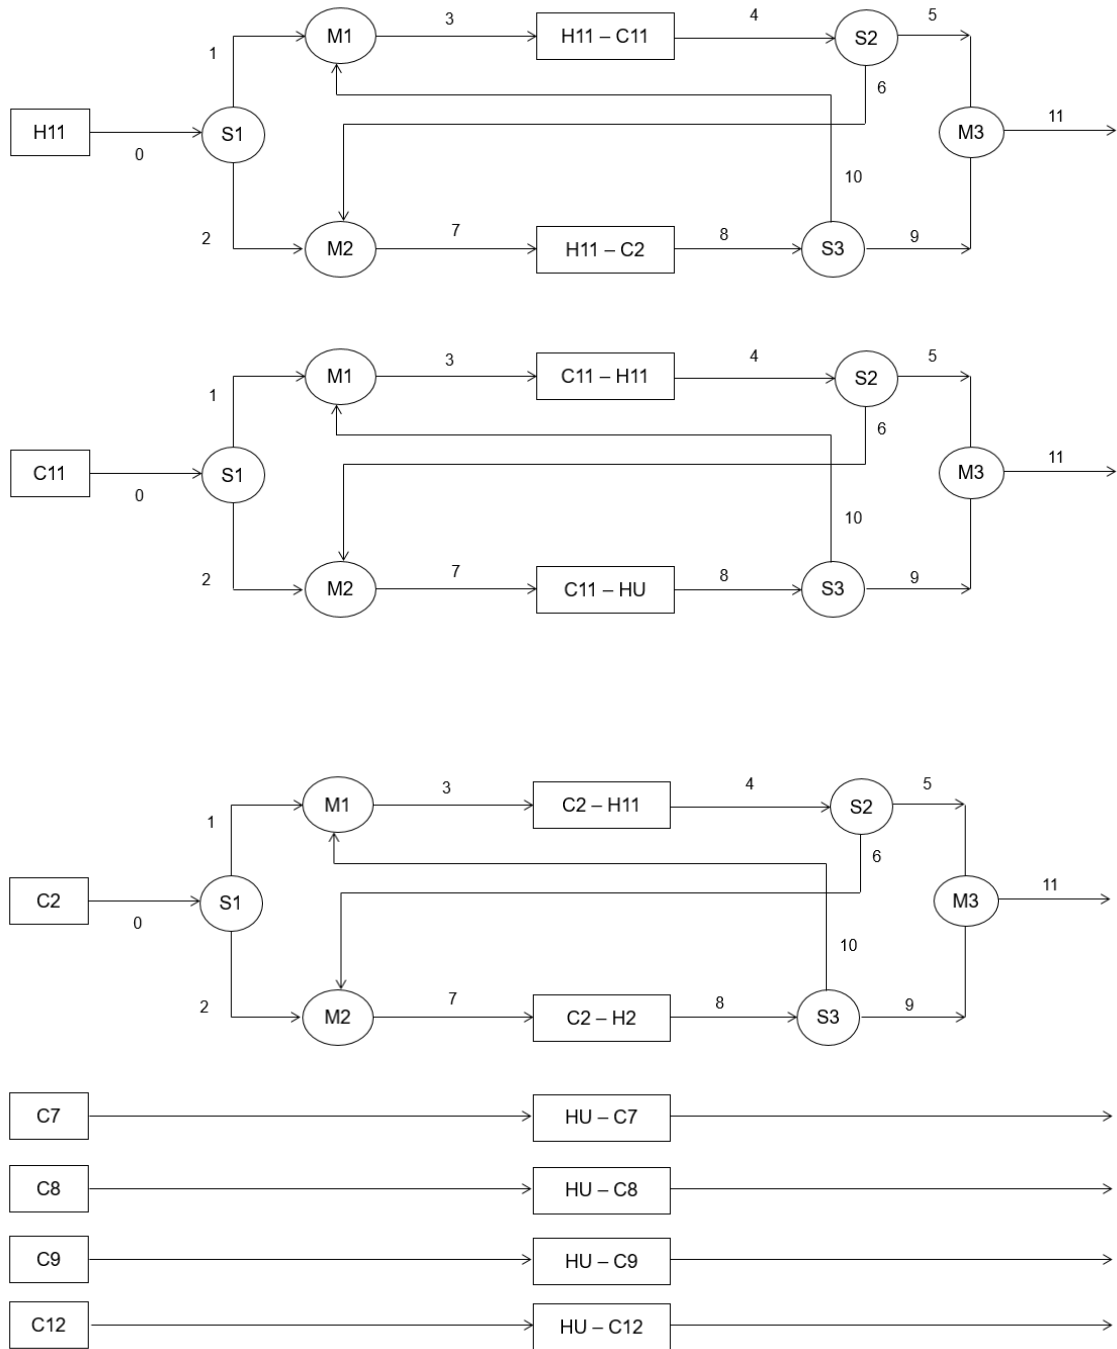 3
4
5
M1
H11 – C11
S2
1
6
H11
S1
M3
11
0
10
2
7
8
9
M2
H11 – C2
S3
3
4
5
M1
C11 – H11
S2
1
6
C11
S1
M3
11
0
10
2
7
8
9
M2
C11 – HU
S3
3
4
5
M1
C2 – H11
S2
1
6
C2
S1
M3
11
0
10
2
7
8
9
M2
C2 – H2
S3
C7
HU – C7
C8
HU – C8
C9
HU – C9
C12
HU – C12